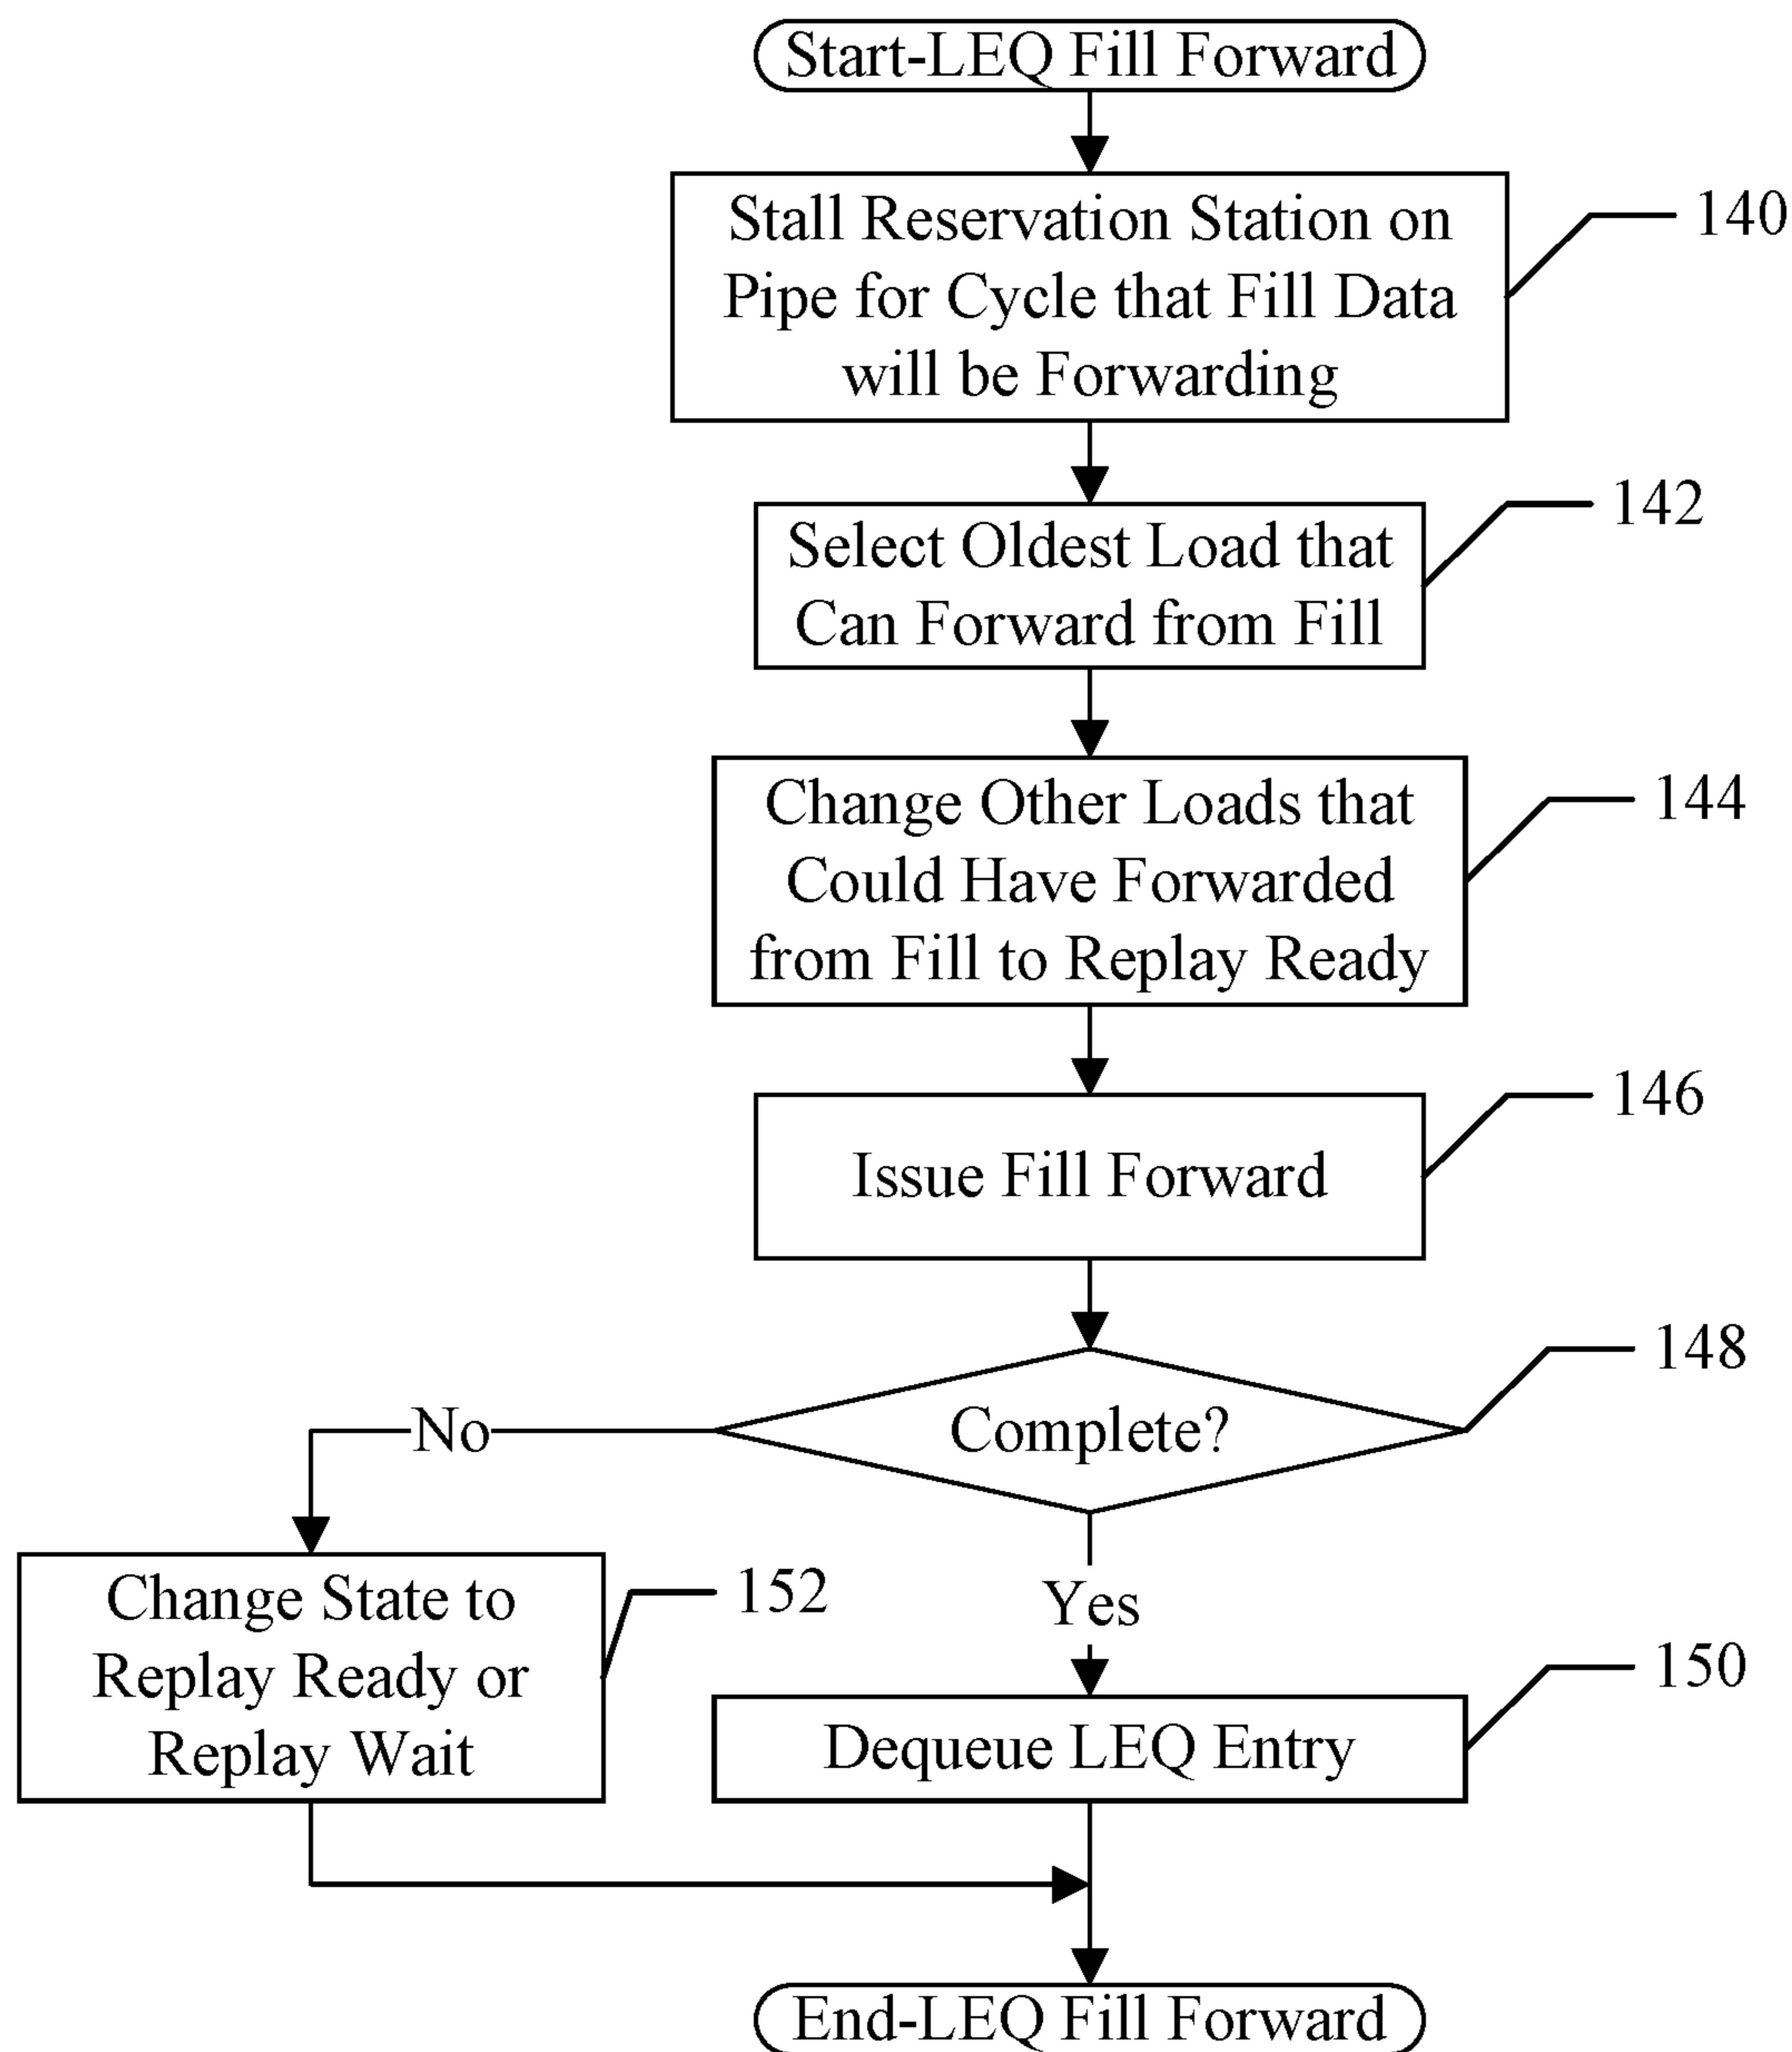 Start-LEQ Fill Forward
Stall Reservation Station on
Pipe for Cycle that Fill Data
will be Forwarding
140
Select Oldest Load that
Can Forward from Fill
142
Change Other Loads that
Could Have Forwarded
from Fill to Replay Ready
144
Issue Fill Forward
146
Complete?
148
No
Yes
Change State to
Replay Ready or
Replay Wait
152
Dequeue LEQ Entry
150
End-LEQ Fill Forward